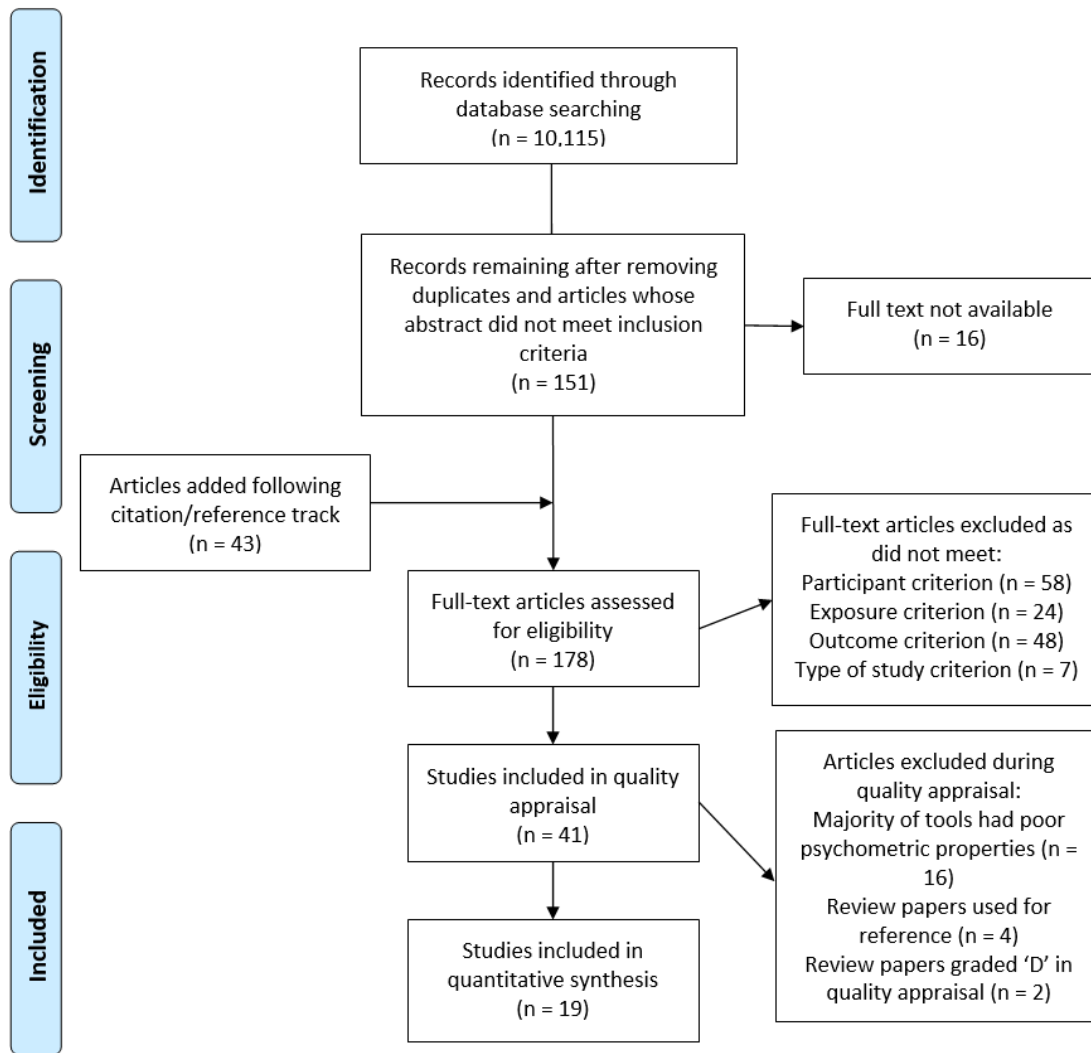 Identification
Records identified through
database searching
(n = 10,115)
Screening
Records remaining after removing
duplicates and articles whose
abstract did not meet inclusion
criteria
(n = 151)
Full text not available
(n = 16)
Articles added following
citation/reference track
(n = 43)
Eligibility
Full-text articles assessed
for eligibility
(n = 178)
Full-text articles excluded as
did not meet:
Participant criterion (n = 58)
Exposure criterion (n = 24)
Outcome criterion (n = 48)
Type of study criterion (n = 7)
Studies included in quality
appraisal
(n = 41)
Articles excluded during
quality appraisal:
Majority of tools had poor
psychometric properties (n =
16)
Review papers used for
reference (n = 4)
Review papers graded ‘D’ in
quality appraisal (n = 2)
Included
Studies included in
quantitative synthesis
(n = 19)